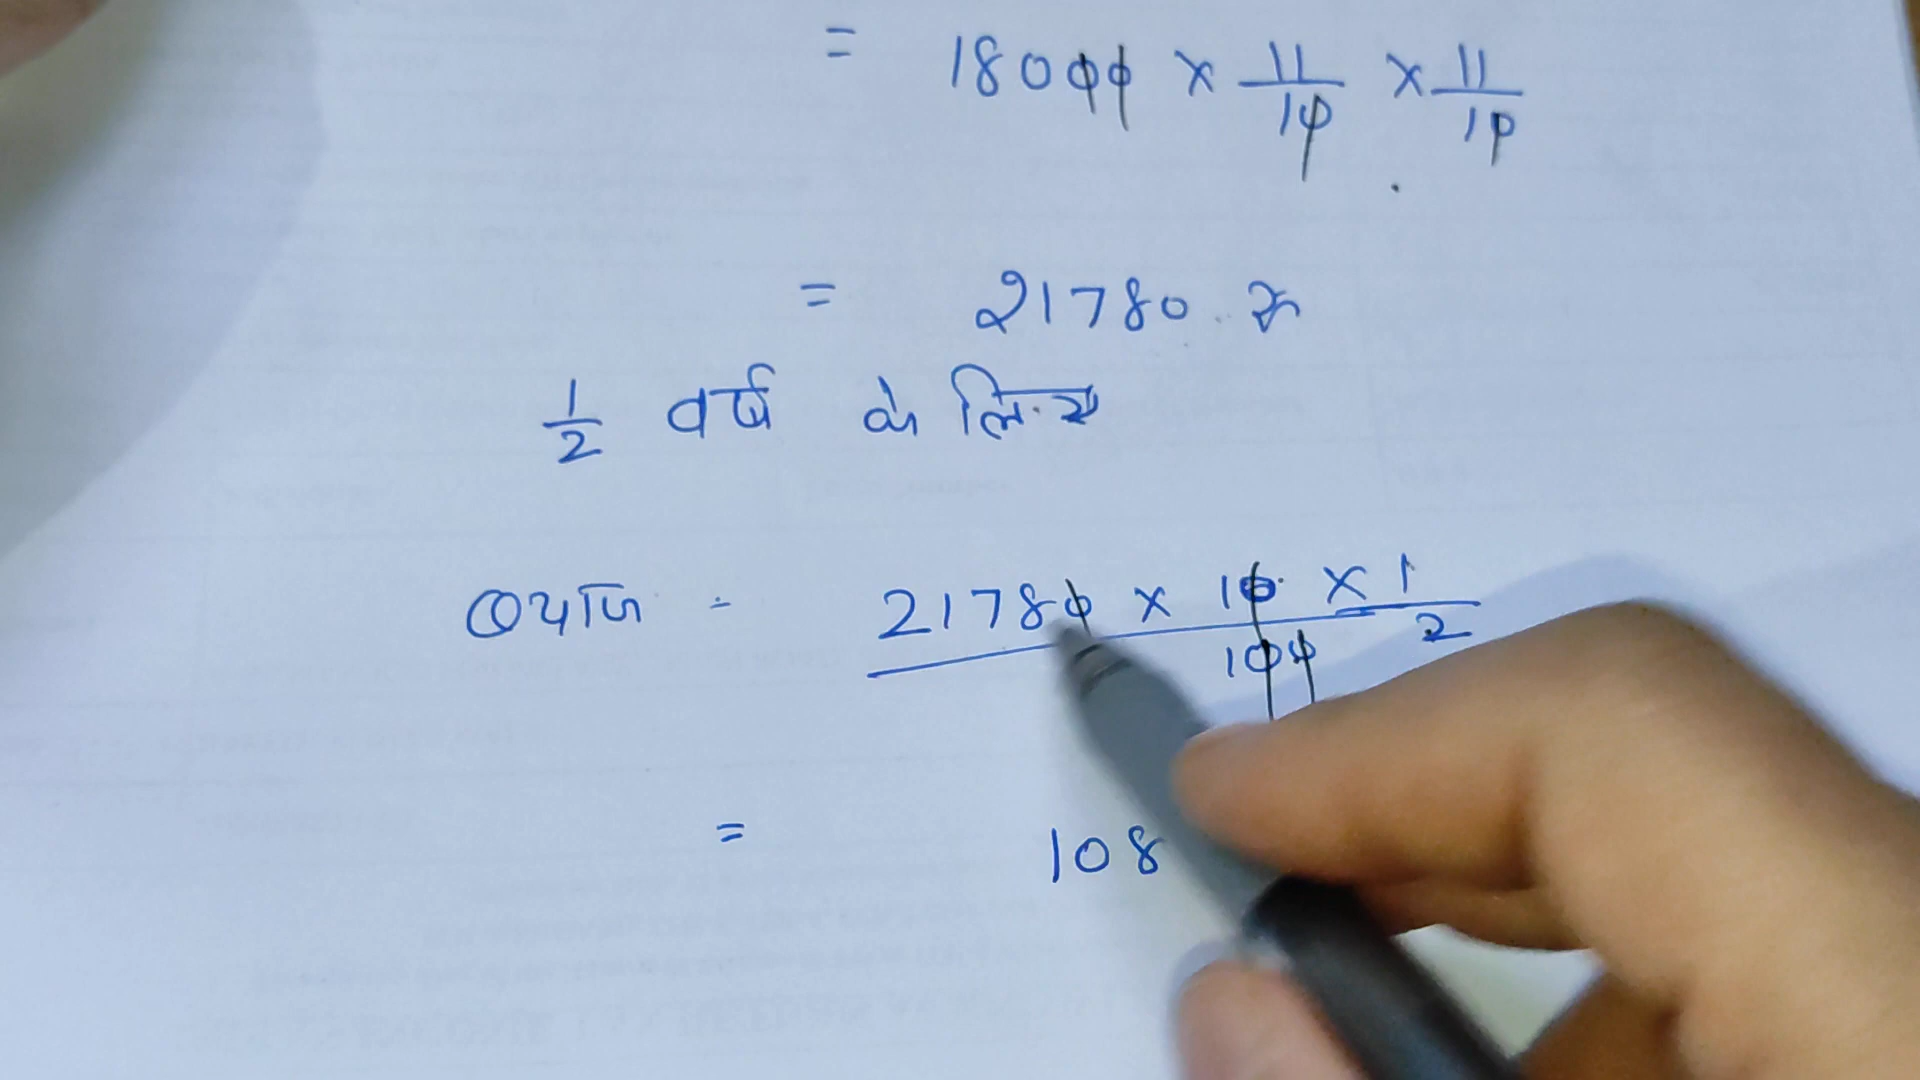 = 18000 × 11/10 × 11/10
= 21780 रु
1/2 वर्ष के लिए
ब्याज = 21780 × 10 × 1 / 100 2
= 108